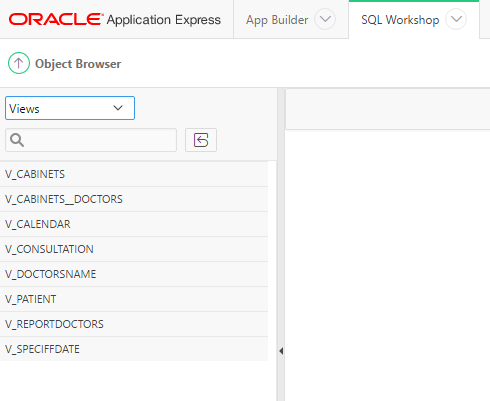 ORACLE Application Express App Builder SQL Workshop
Object Browser
Views
V_CABINETS
V_CABINETS__DOCTORS
V_CALENDAR
V_CONSULTATION
V_DOCTORSNAME
V_PATIENT
V_REPORTDOCTORS
V_SPECIFFDATE